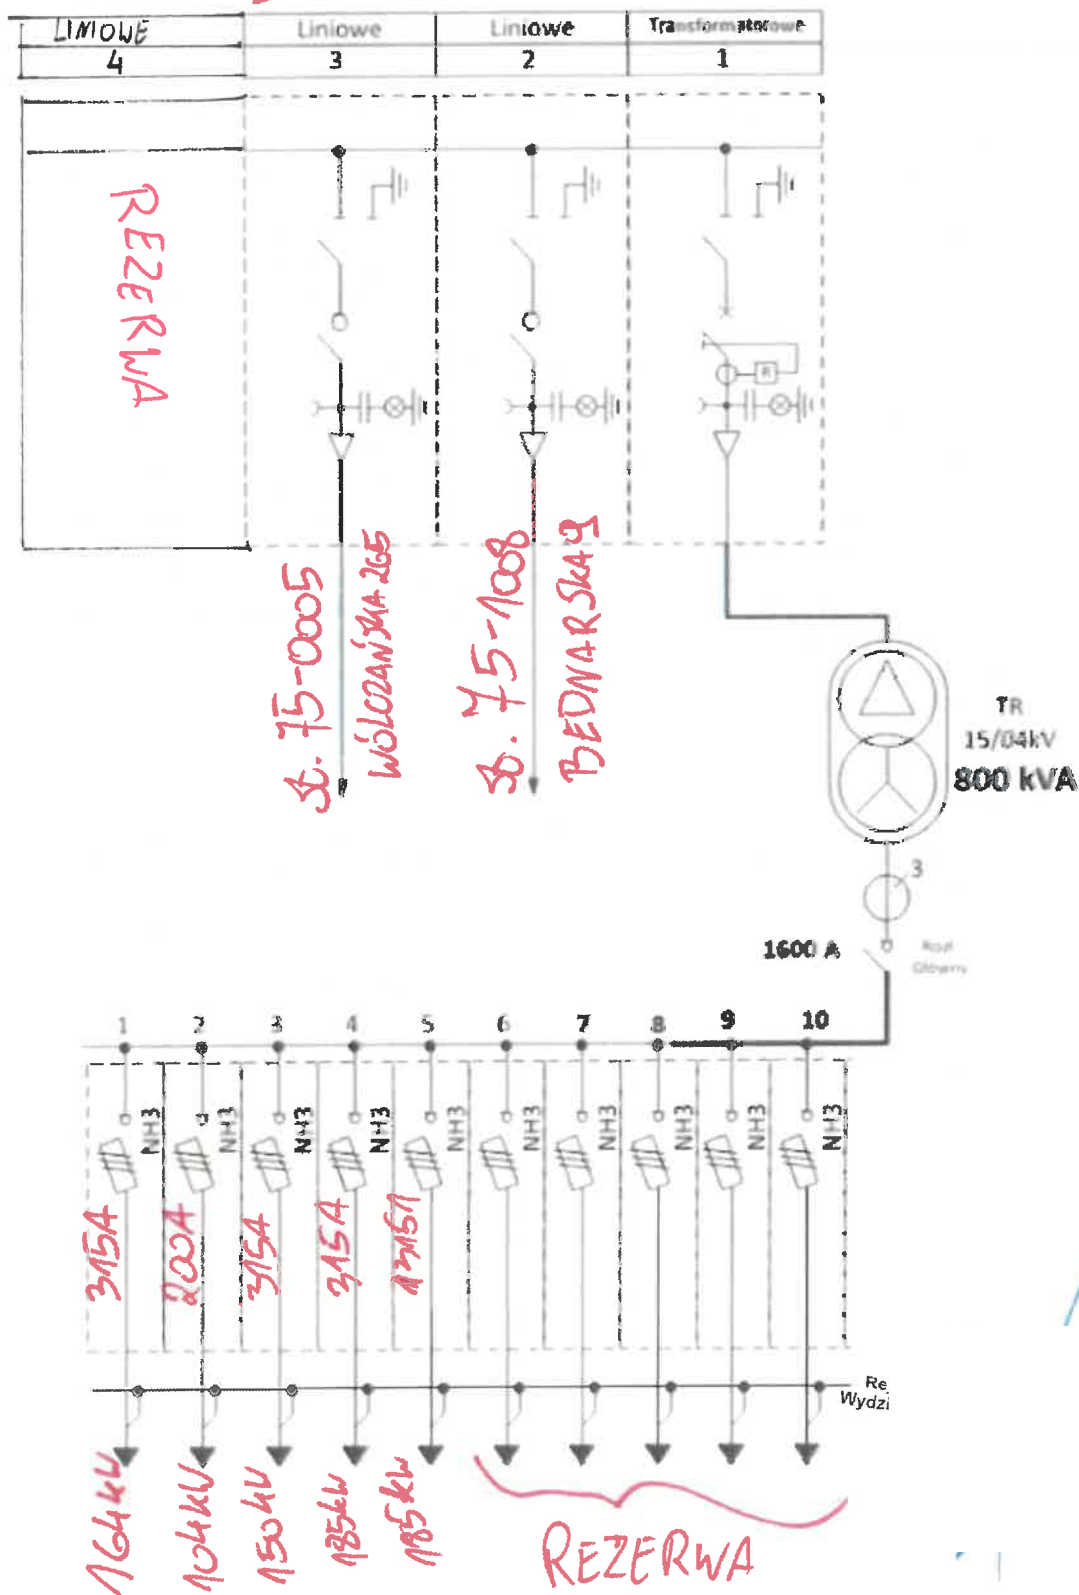 LINIOWE Liniowe Liniowe Transformatorowe
4 3 2 1
REZERWA
R
St. 75-0005
WÓLCZAŃSKA 265
St. 75-1008
BEDNARSKA 9
TR
15/04kV
800 kVA
3
1600 A
Główny
1 2 3 4 5 6 7 8 9 10
NH3 NH3 NH3 NH3 NH3 NH3 NH3 NH3 NH3 NH3
315A 200A 315A 315A 315A
Re
Wydzi
164kW 104kW 150kW 185kW 185kW
REZERWA